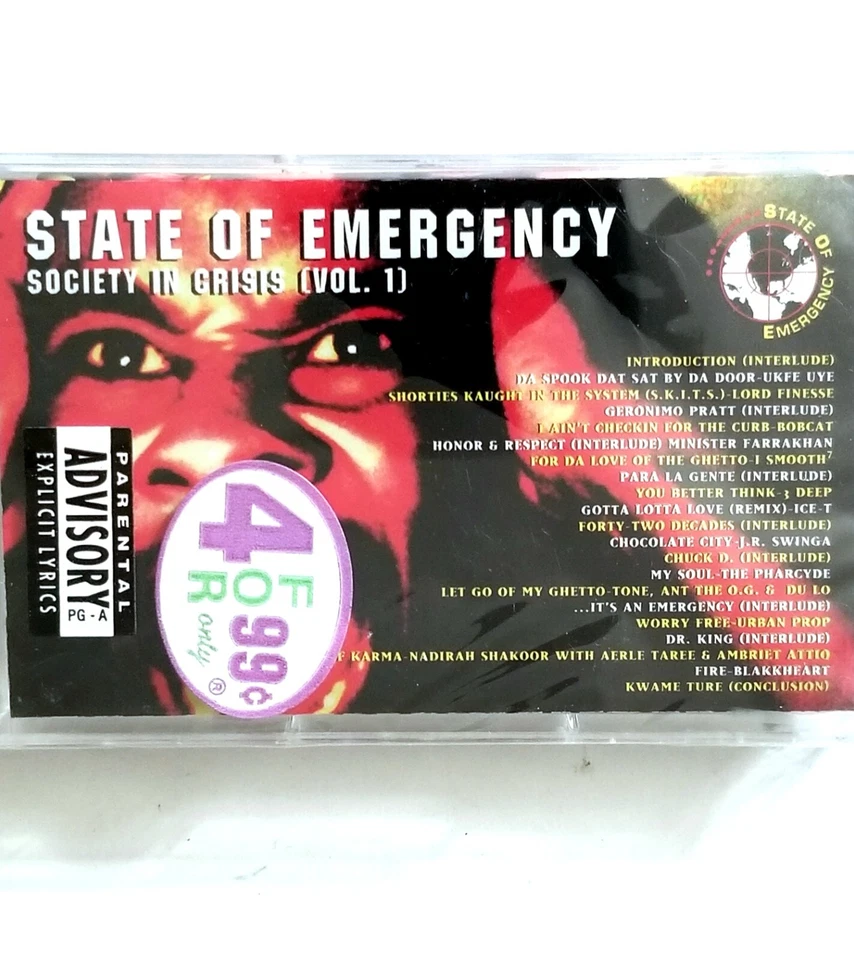 STATE OF EMERGENCY
SOCIETY IN CRISIS (VOL. 1)
STATE OF EMERGENCY
INTRODUCTION (INTERLUDE)
DA SPOOK DAT SAT BY DA DOOR-UKFE UYE
SHORTIES KAUGHT IN THE SYSTEM (S.K.I.T.S.)-LORD FINESSE
GERONIMO PRATT (INTERLUDE)
I AIN'T CHECKIN FOR THE CURB-BOBCAT
HONOR & RESPECT (INTERLUDE) MINISTER FARRAKHAN
FOR DA LOVE OF THE GHETTO-I SMOOTH7
PARA LA GENTE (INTERLUDE)
YOU BETTER THINK-3 DEEP
GOTTA LOTTA LOVE (REMIX)-ICE-T
FORTY-TWO DECADES (INTERLUDE)
CHOCOLATE CITY-J.R. SWINGA
CHUCK D. (INTERLUDE)
MY SOUL-THE PHARCYDE
LET GO OF MY GHETTO-TONE, ANT THE O.G. & DU LO
...IT'S AN EMERGENCY (INTERLUDE)
WORRY FREE-URBAN PROP
DR. KING (INTERLUDE)
F KARMA-NADIRAH SHAKOOR WITH AERLE TAREE & AMBRIET ATTIQ
FIRE-BLAKKHEART
KWAME TURE (CONCLUSION)
PARENTAL
ADVISORY
EXPLICIT LYRICS
PG-A
4 FOR 99¢
only ®